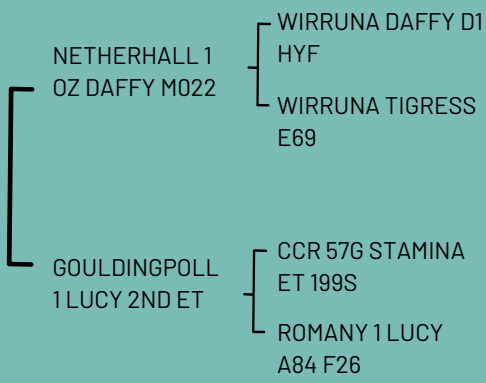 NETHERHALL 1
OZ DAFFY M022
WIRRUNA DAFFY D1
HYF
WIRRUNA TIGRESS
E69
GOULDINGPOLL
1 LUCY 2ND ET
CCR 57G STAMINA
ET 199S
ROMANY 1 LUCY
A84 F26